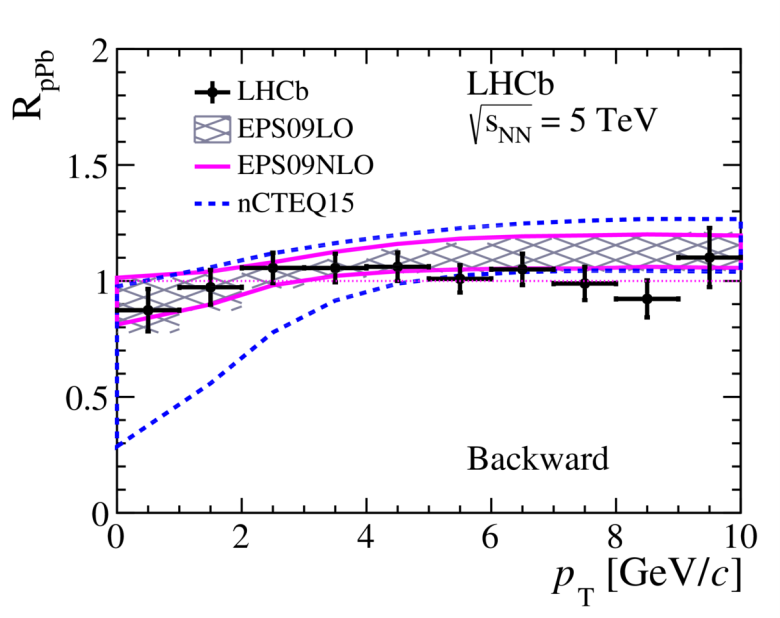 2
R_pPb
LHCb
EPS09LO
EPS09NLO
nCTEQ15
LHCb
√s_NN = 5 TeV
1.5
1
0.5
Backward
0
0 2 4 6 8 10
p_T [GeV/c]